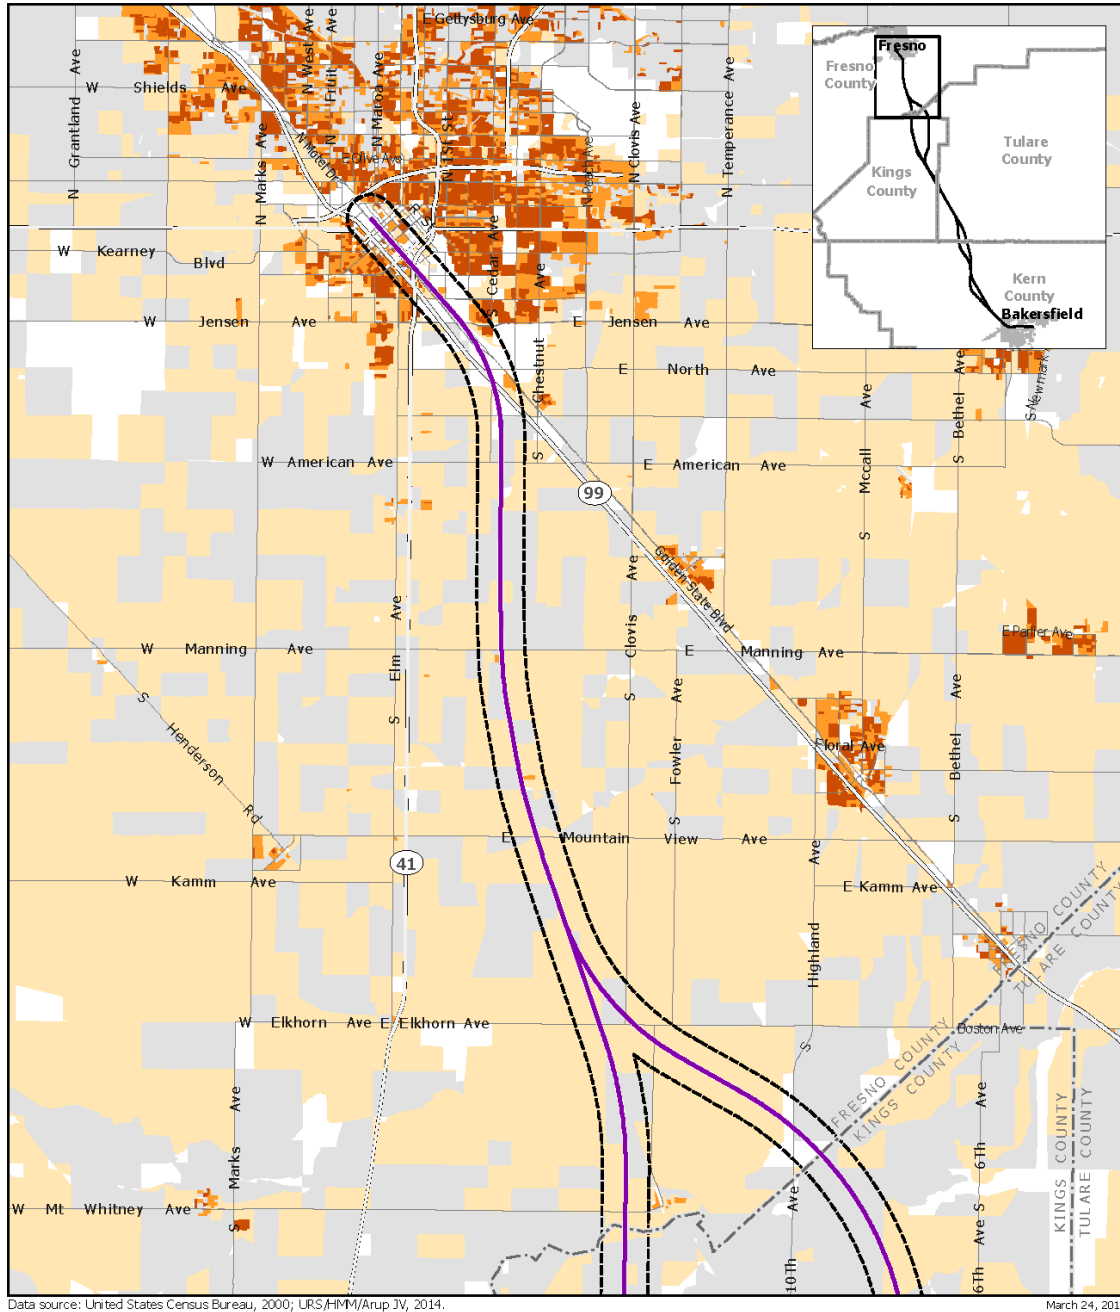 E Gettysburg Ave
N West Ave
N Fruit Ave
N Maroa Ave
W Shields Ave
N Grantland Ave
N Marks Ave
N Motel Dr
E Olive Ave
N 1St St
N Peach Ave
N Clovis Ave
N Temperance Ave
R St
W Kearney Blvd
S Cedar Ave
W Jensen Ave
E Jensen Ave
S Chestnut Ave
E North Ave
W American Ave
E American Ave
99
S Mccall Ave
S Bethel Ave
Golden State Blvd
S Clovis Ave
E Parlier Ave
W Manning Ave
E Manning Ave
S Elm Ave
S Henderson Rd
S Fowler Ave
Floral Ave
S Bethel Ave
E Mountain View Ave
41
W Kamm Ave
E Kamm Ave
S Highland Ave
FRESNO COUNTY
TULARE COUNTY
W Elkhorn Ave
E Elkhorn Ave
Boston Ave
FRESNO COUNTY
KINGS COUNTY
S Marks Ave
W Mt Whitney Ave
10Th Ave
S 6Th Ave
6Th Ave
KINGS COUNTY
TULARE COUNTY
Fresno
Fresno County
Tulare County
Kings County
Kern County
Bakersfield
Data source: United States Census Bureau, 2000; URS/HMM/Arup JV, 2014.
March 24, 201